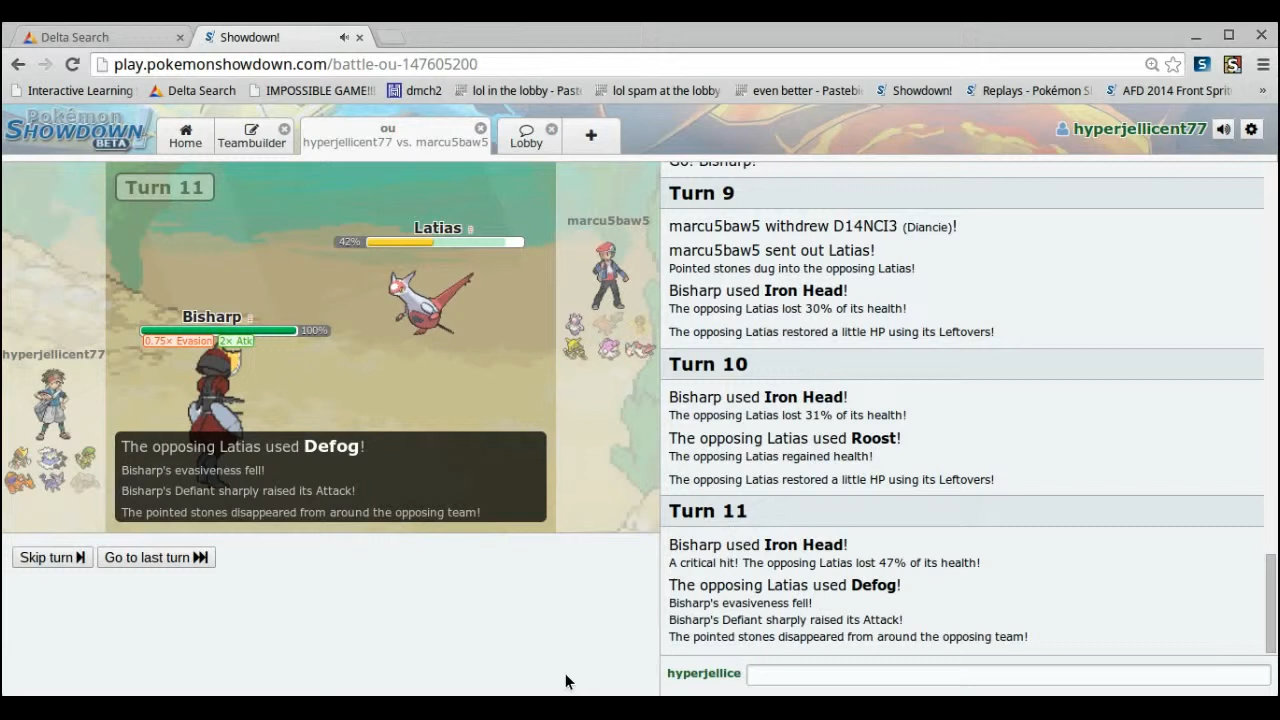 Delta Search
Showdown!
play.pokemonshowdown.com/battle-ou-147605200
Interactive Learning
Delta Search
IMPOSSIBLE GAME!!!
dmch2
lol in the lobby - Paste
lol spam at the lobby
even better - Pastebi
Showdown!
Replays - Pokémon S
AFD 2014 Front Sprit
»
Pokémon
SHOWDOWN!
BETA
Home
Teambuilder
ou
hyperjellicent77 vs. marcu5baw5
Lobby
hyperjellicent77
Turn 11
Latias
42%
marcu5baw5
Bisharp
100%
0.75× Evasion 2× Atk
hyperjellicent77
The opposing Latias used Defog!
Bisharp's evasiveness fell!
Bisharp's Defiant sharply raised its Attack!
The pointed stones disappeared from around the opposing team!
Skip turn
Go to last turn
Go! Bisharp!
Turn 9
marcu5baw5 withdrew D14NCI3 (Diancie)!
marcu5baw5 sent out Latias!
Pointed stones dug into the opposing Latias!
Bisharp used Iron Head!
The opposing Latias lost 30% of its health!
The opposing Latias restored a little HP using its Leftovers!
Turn 10
Bisharp used Iron Head!
The opposing Latias lost 31% of its health!
The opposing Latias used Roost!
The opposing Latias regained health!
The opposing Latias restored a little HP using its Leftovers!
Turn 11
Bisharp used Iron Head!
A critical hit! The opposing Latias lost 47% of its health!
The opposing Latias used Defog!
Bisharp's evasiveness fell!
Bisharp's Defiant sharply raised its Attack!
The pointed stones disappeared from around the opposing team!
hyperjellice